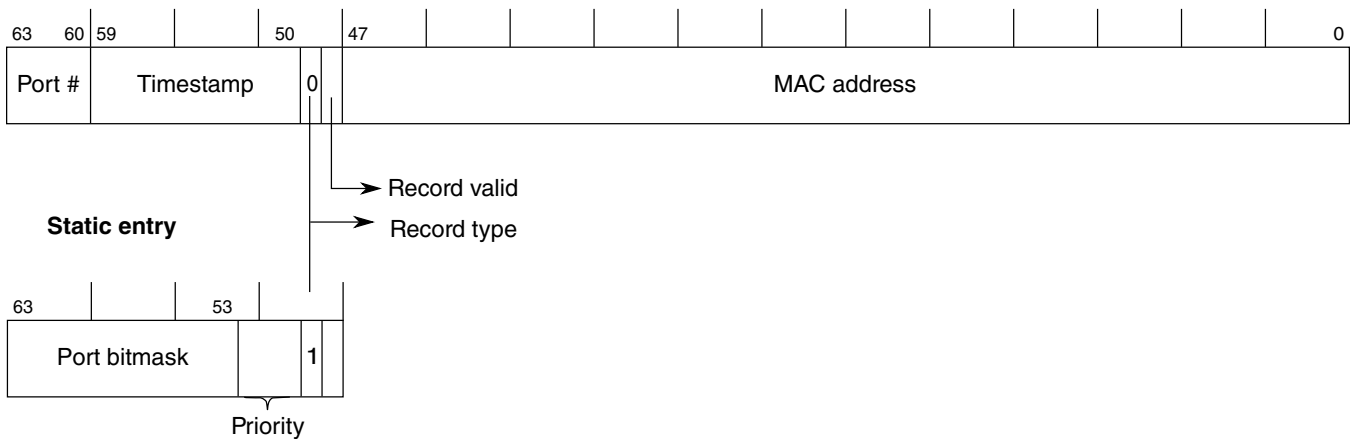 63 60 59 50 47 0
Port # Timestamp 0 MAC address
Record valid
Static entry Record type
63 53
Port bitmask 1
Priority